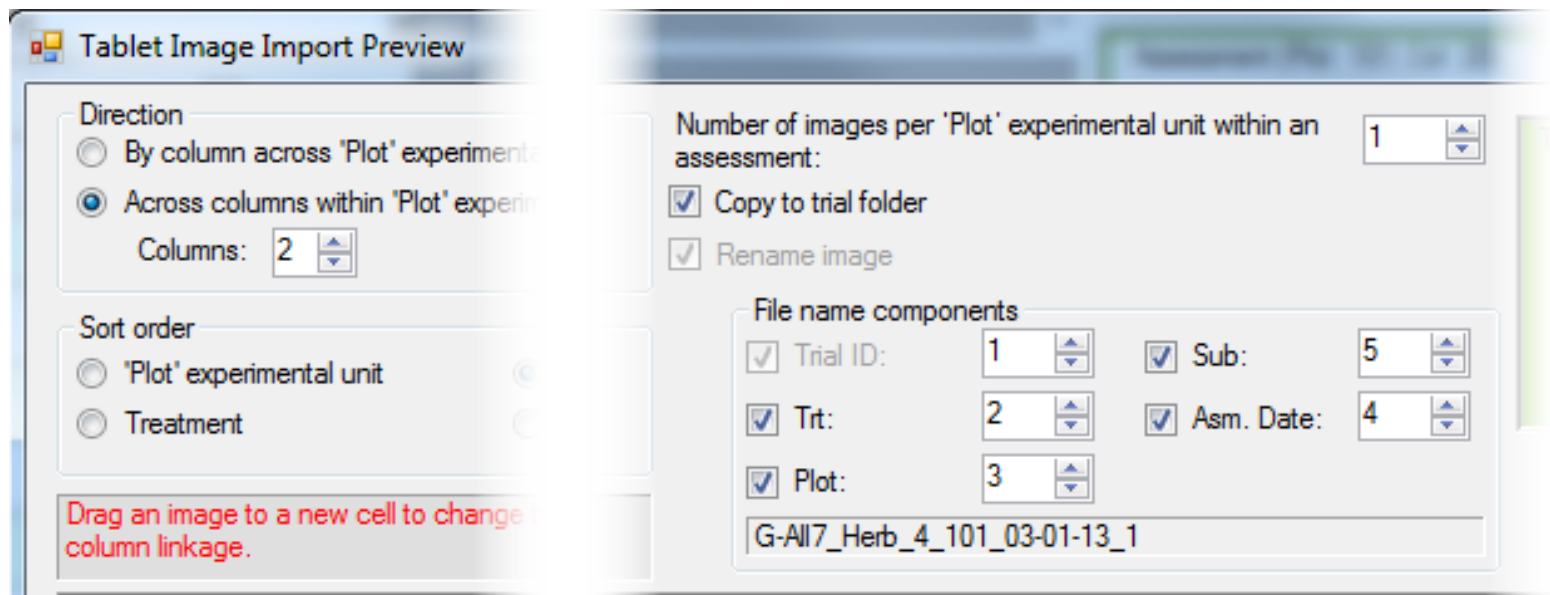 Tablet Image Import Preview
Direction
By column across 'Plot'
Across columns within 'Plot'
Columns: 2
Sort order
'Plot' experimental unit
Treatment
Drag an image to a new cell to change
column linkage.
Number of images per 'Plot' experimental unit within an
assessment:
1
Copy to trial folder
Rename image
File name components
Trial ID: 1 Sub: 5
Trt: 2 Asm. Date: 4
Plot: 3
G-All7_Herb_4_101_03-01-13_1